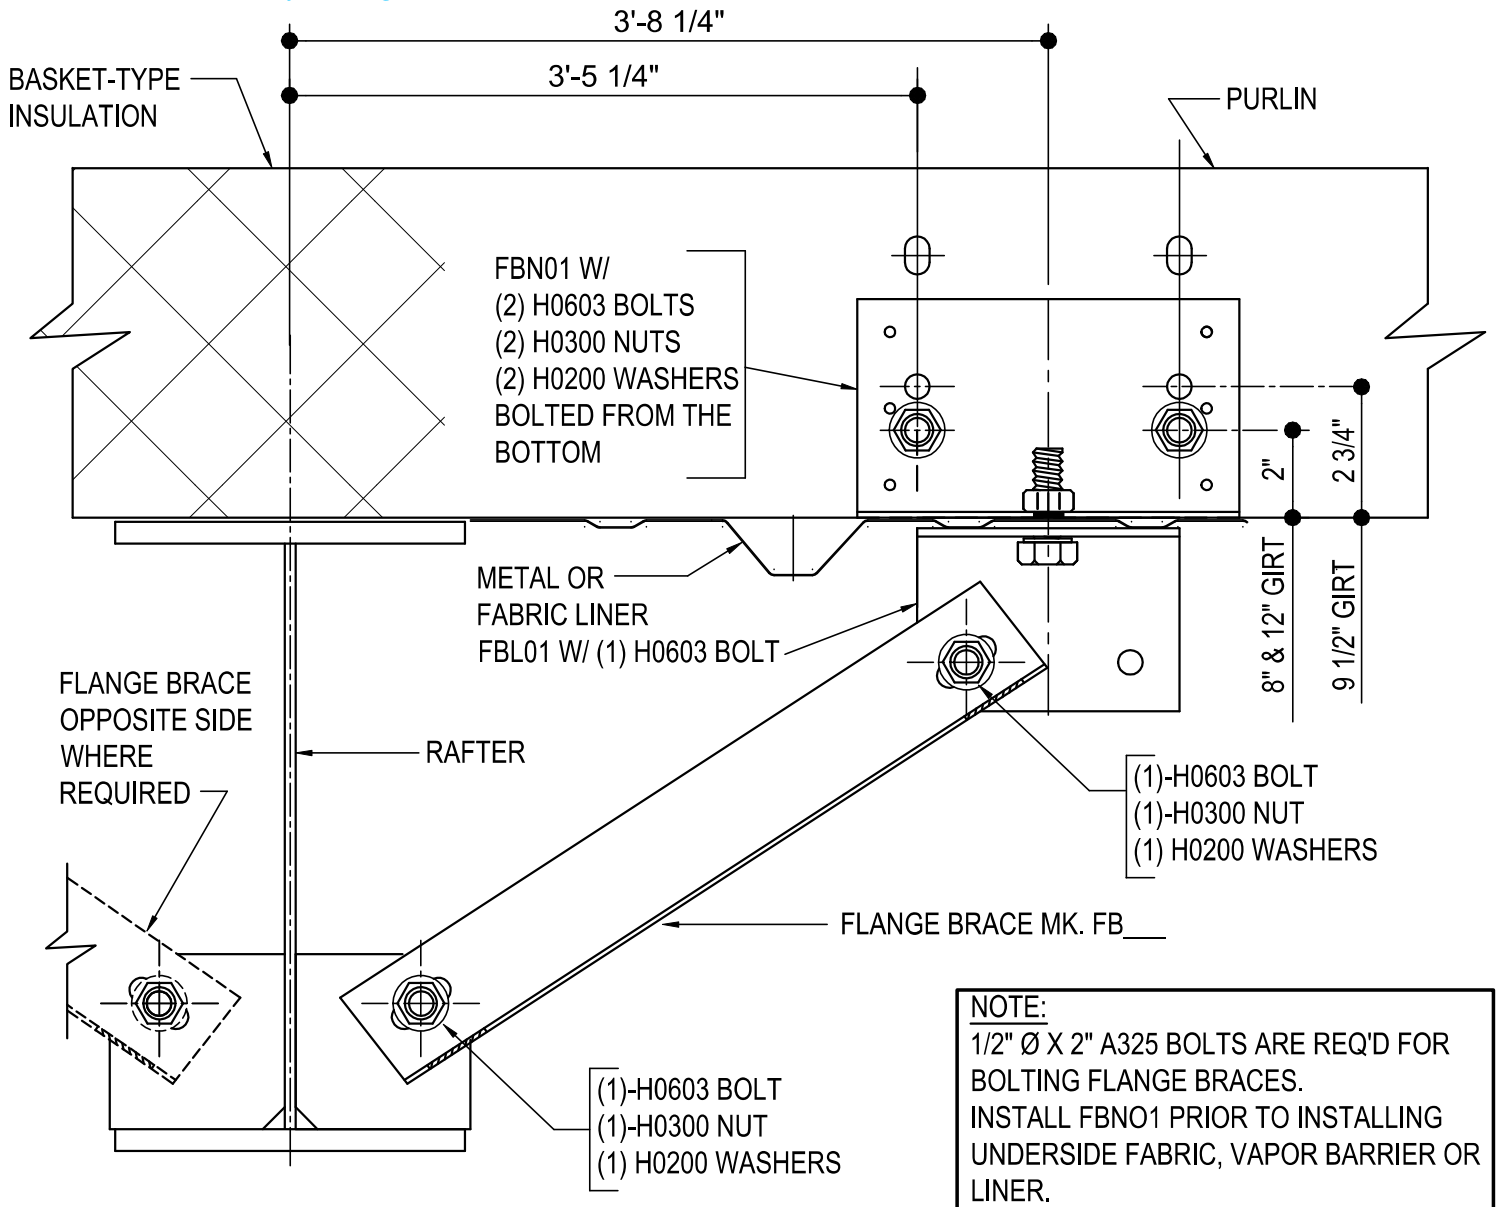 3'-8 1/4"
3'-5 1/4"
BASKET-TYPE
INSULATION
PURLIN
FBN01 W/
(2) H0603 BOLTS
(2) H0300 NUTS
(2) H0200 WASHERS
BOLTED FROM THE
BOTTOM
2"
2 3/4"
8" & 12" GIRT
9 1/2" GIRT
METAL OR
FABRIC LINER
FBL01 W/ (1) H0603 BOLT
FLANGE BRACE
OPPOSITE SIDE
WHERE
REQUIRED
RAFTER
(1)-H0603 BOLT
(1)-H0300 NUT
(1) H0200 WASHERS
FLANGE BRACE MK. FB___
(1)-H0603 BOLT
(1)-H0300 NUT
(1) H0200 WASHERS
NOTE:
1/2" Ø X 2" A325 BOLTS ARE REQ'D FOR
BOLTING FLANGE BRACES.
INSTALL FBNO1 PRIOR TO INSTALLING
UNDERSIDE FABRIC, VAPOR BARRIER OR
LINER.